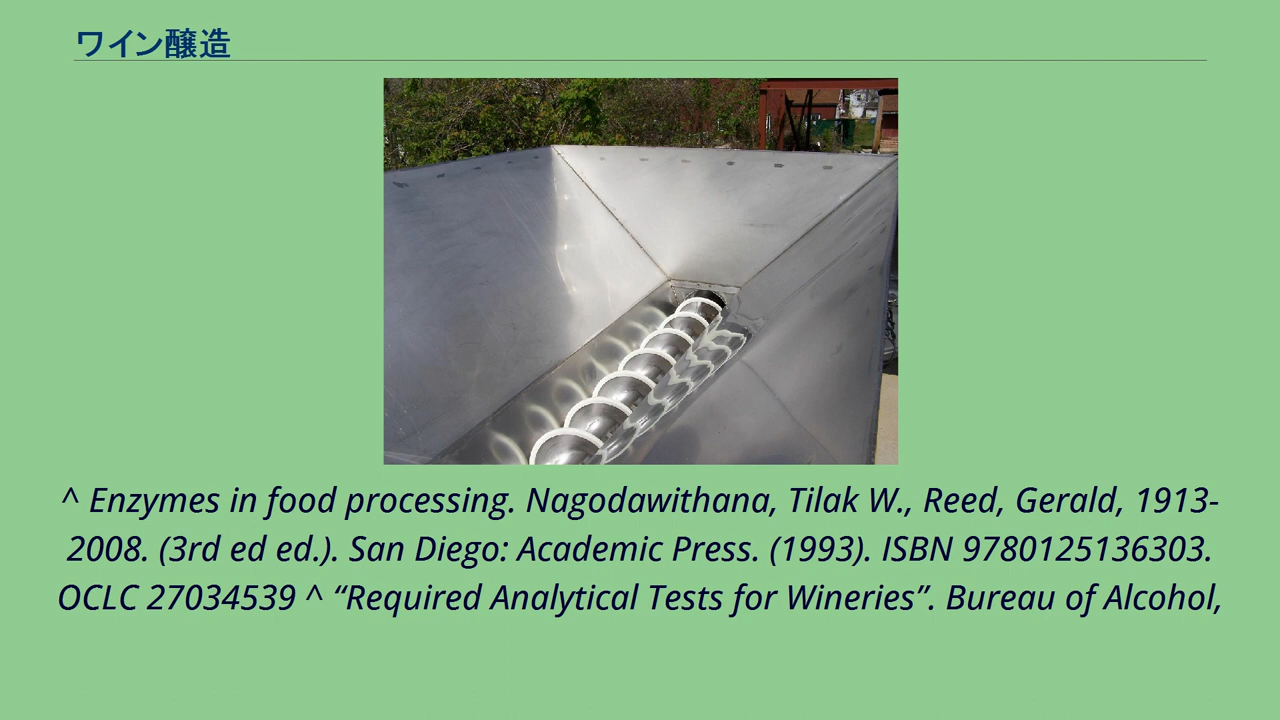 ワイン醸造
^ Enzymes in food processing. Nagodawithana, Tilak W., Reed, Gerald, 1913-
2008. (3rd ed ed.). San Diego: Academic Press. (1993). ISBN 9780125136303.
OCLC 27034539 ^ “Required Analytical Tests for Wineries”. Bureau of Alcohol,